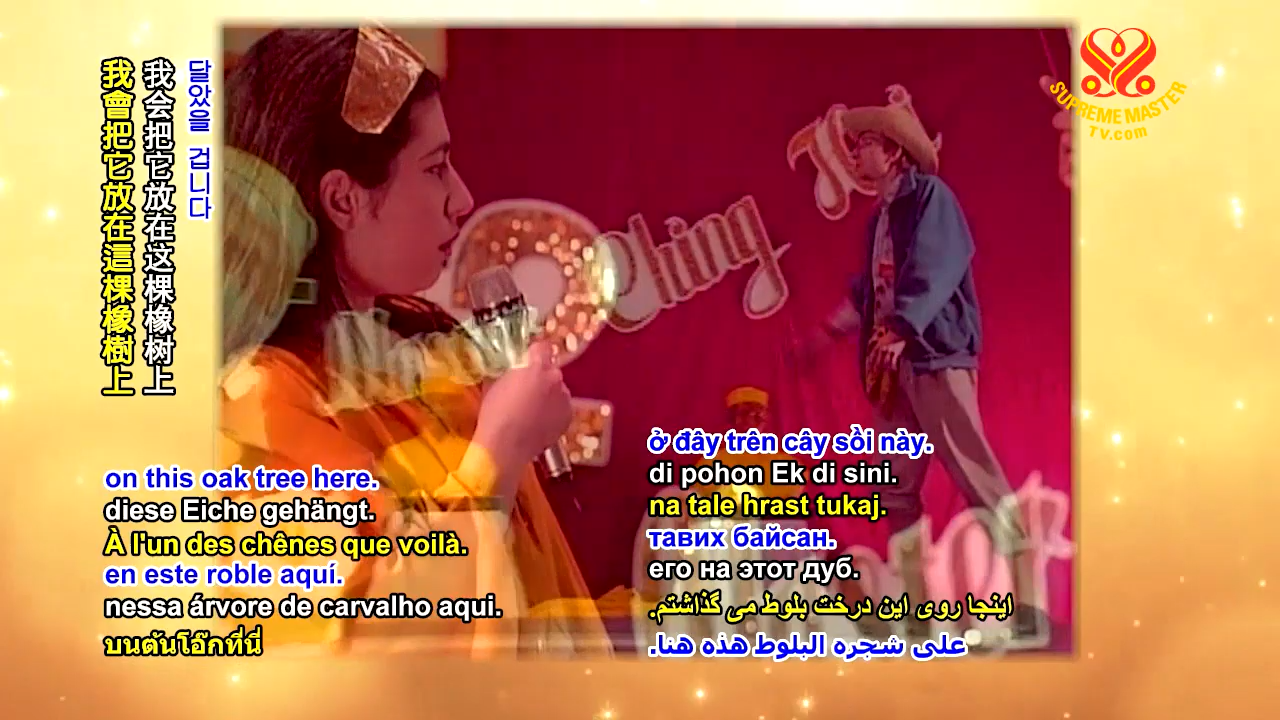 달았을 겁니다
我会把它放在这棵橡树上
我會把它放在這棵橡樹上
SUPREME MASTER
TV.com
Ching
on this oak tree here.
diese Eiche gehängt.
À l'un des chênes que voilà.
en este roble aquí.
nessa árvore de carvalho aqui.
บนต้นโอ๊กที่นี่
ở đây trên cây sồi này.
di pohon Ek di sini.
na tale hrast tukaj.
тавих байсан.
его на этот дуб.
اینجا روی این درخت بلوط می گذاشتم.
على شجره البلوط هذه هنا.